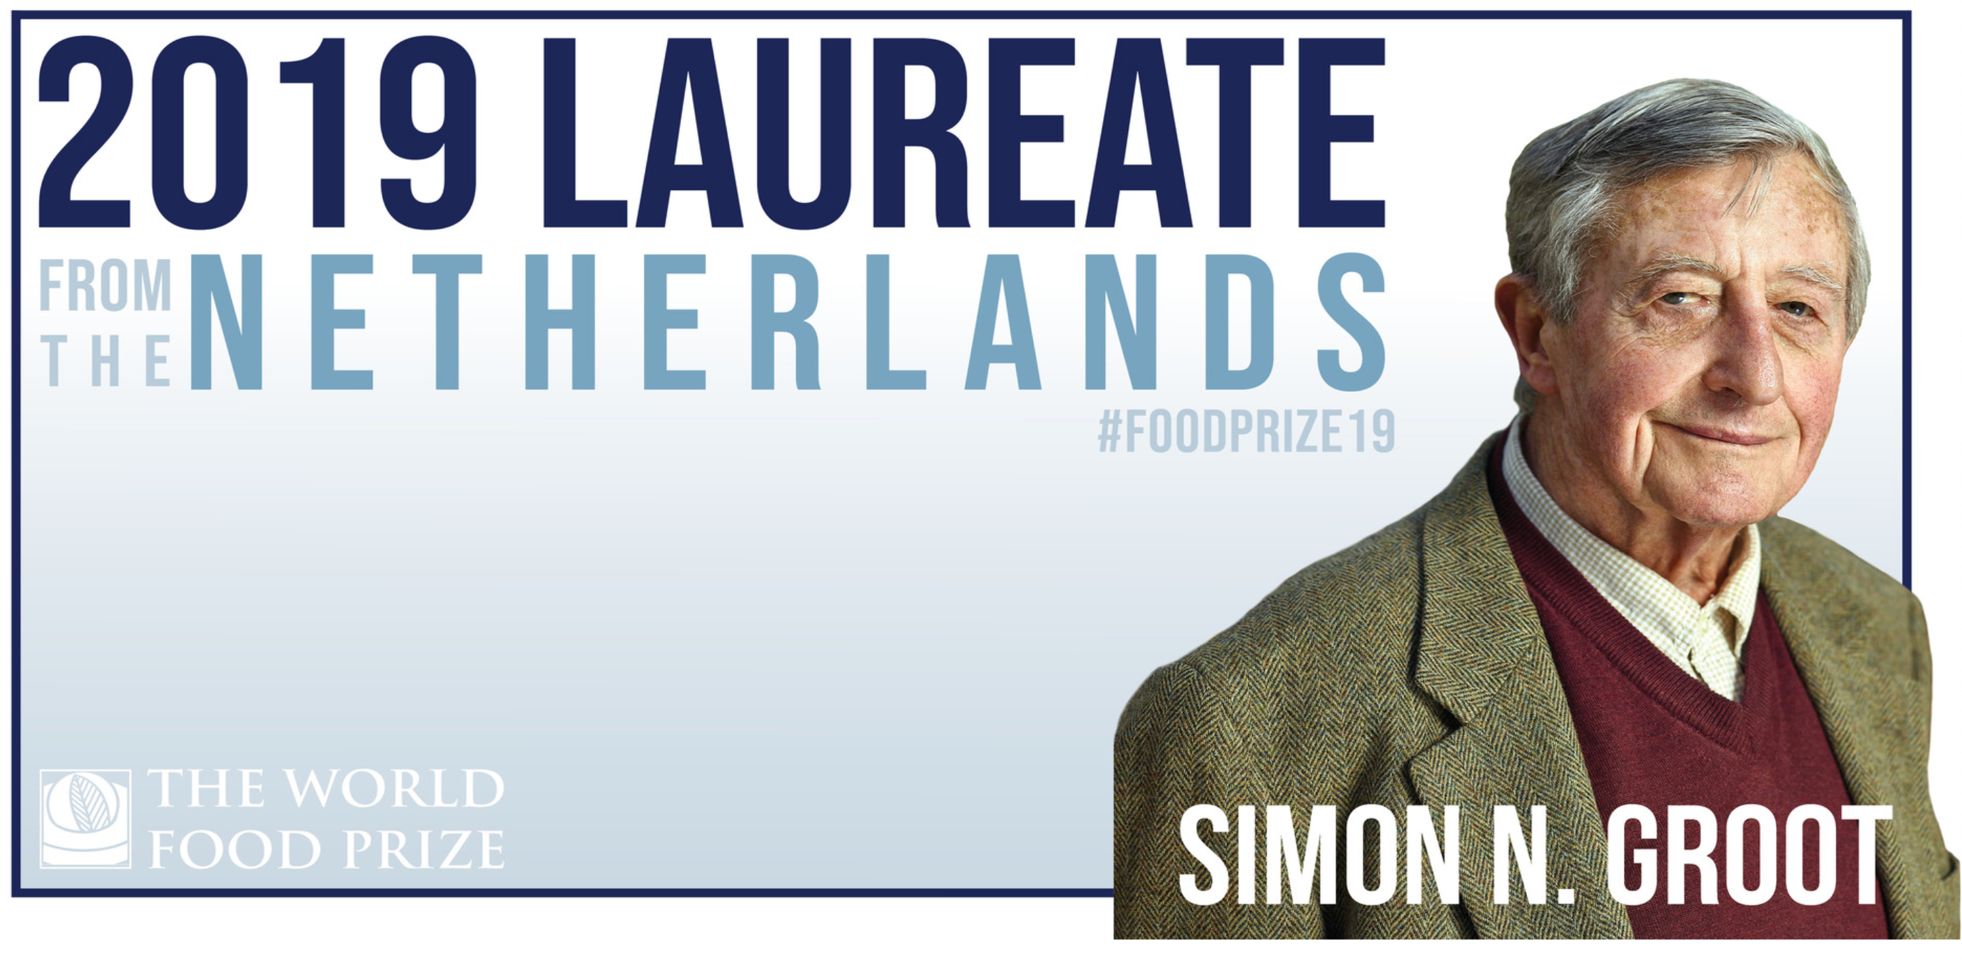 2019 LAUREATE
FROM
THE
NETHERLANDS
#FOODPRIZE19
THE WORLD
FOOD PRIZE
SIMON N. GROOT